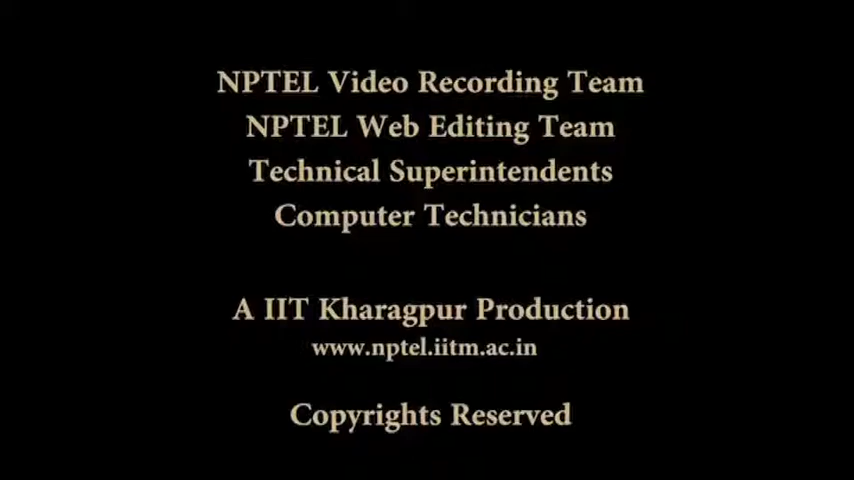 NPTEL Video Recording Team
NPTEL Web Editing Team
Technical Superintendents
Computer Technicians
A IIT Kharagpur Production
www.nptel.iitm.ac.in
Copyrights Reserved